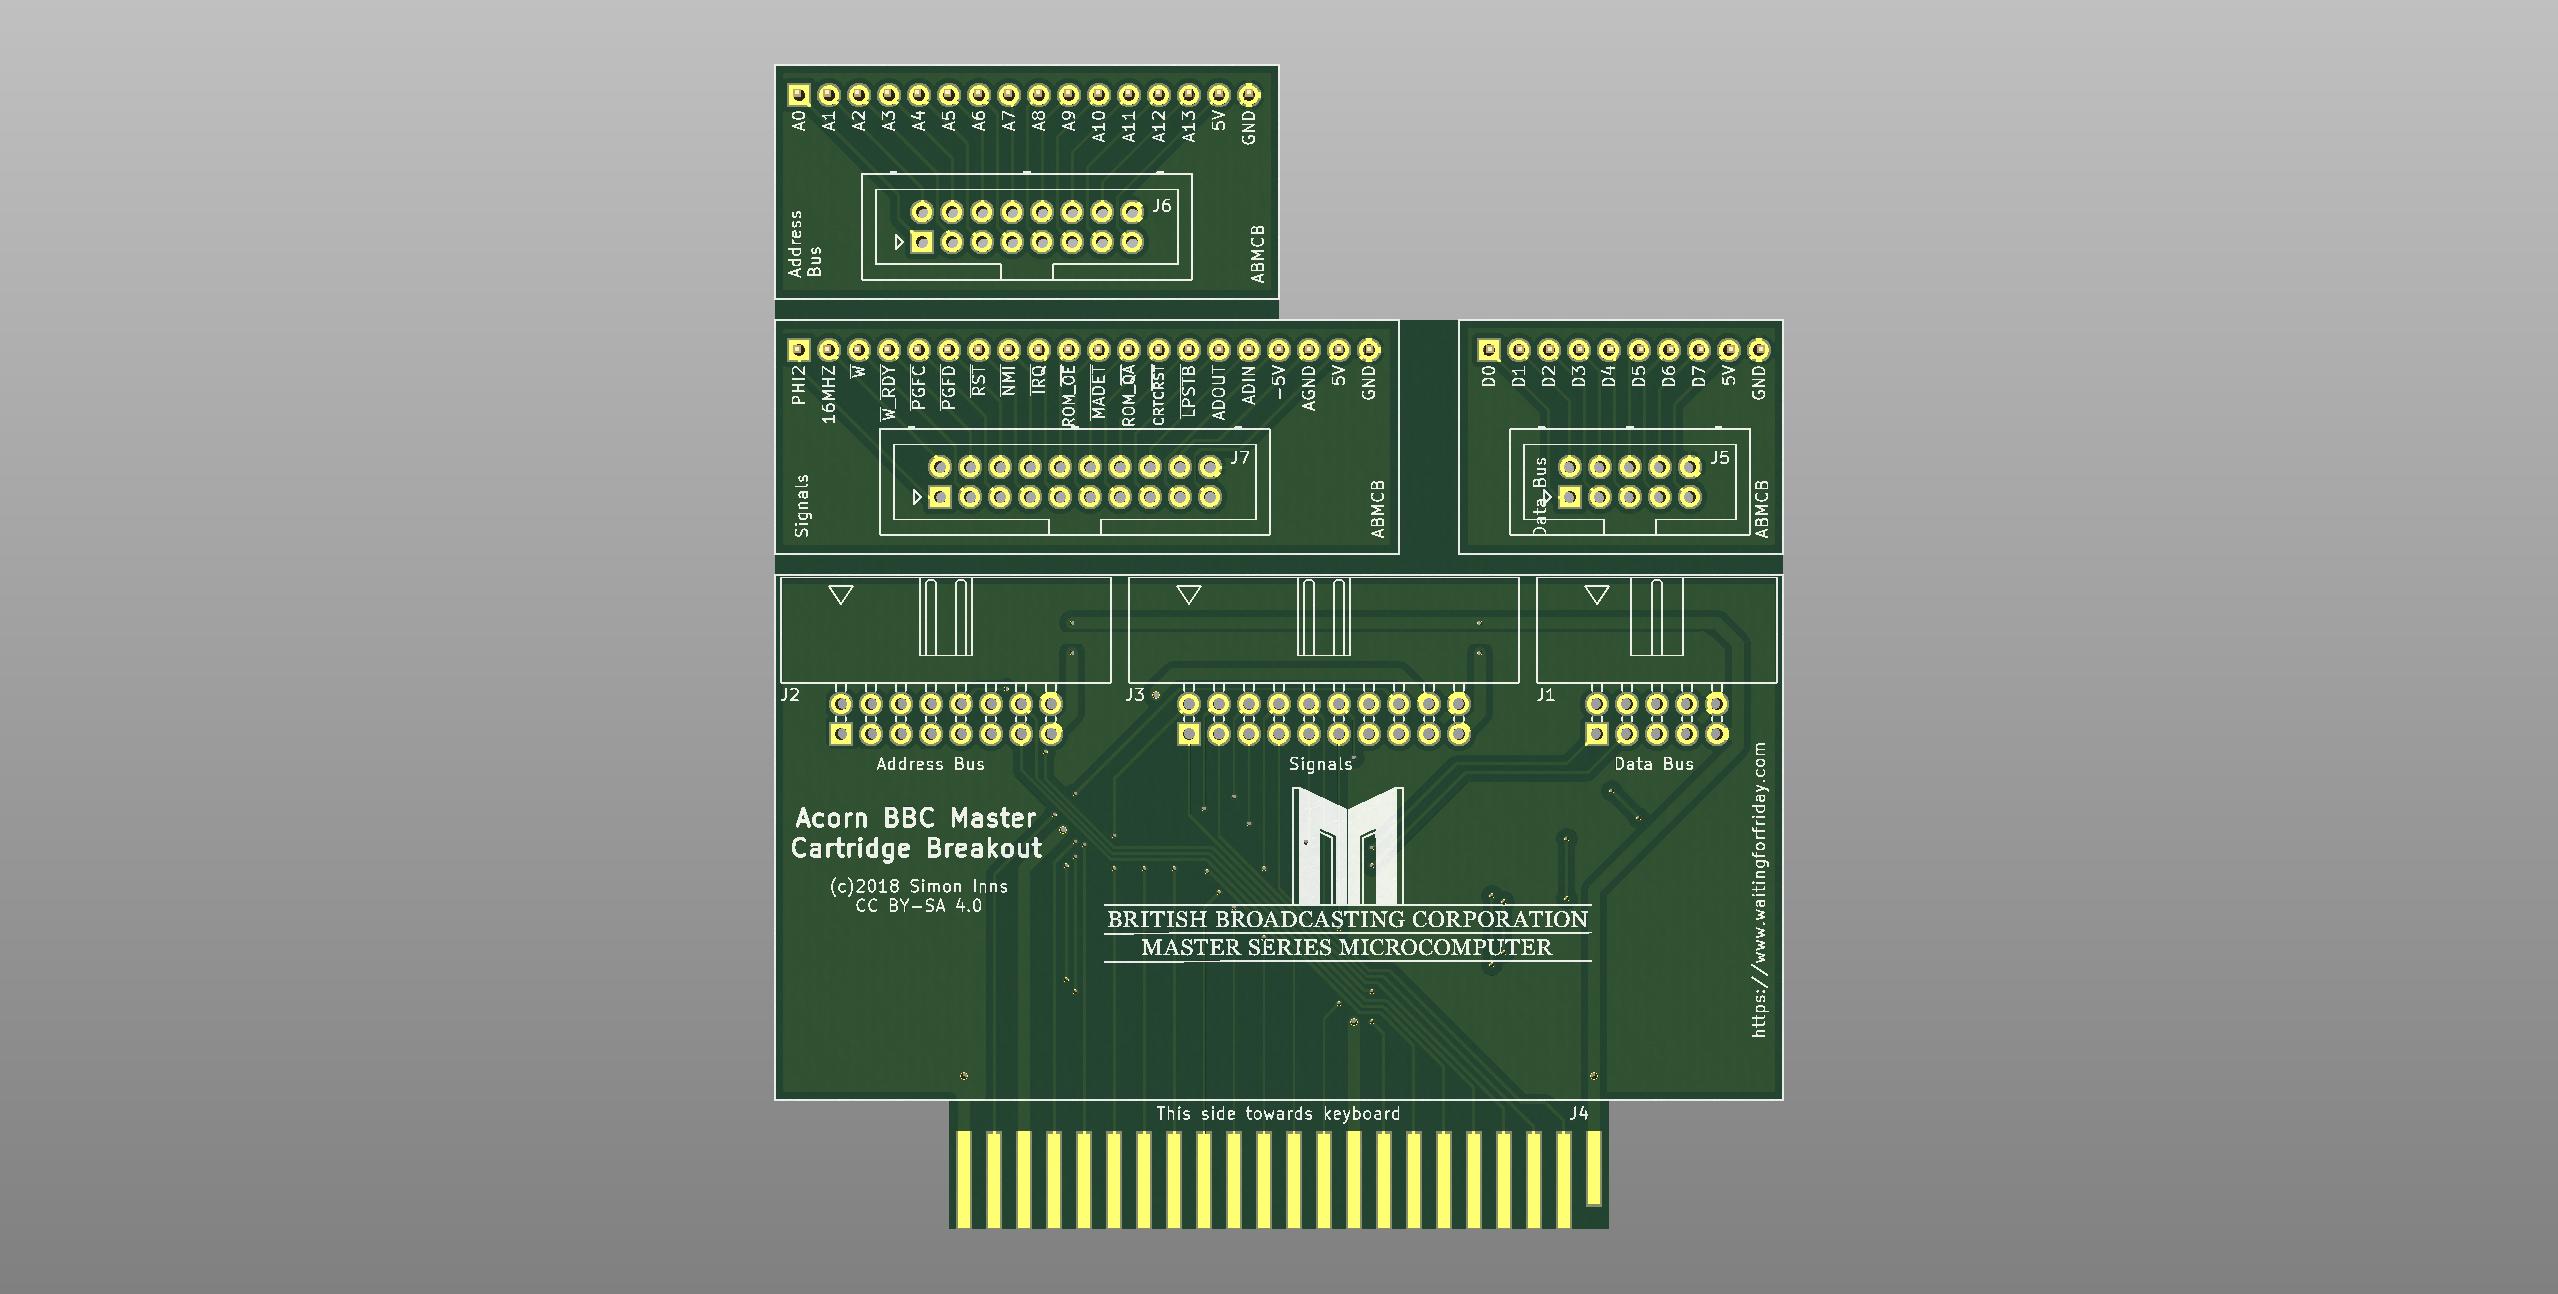 A0 A1 A2 A3 A4 A5 A6 A7 A8 A9 A10 A11 A12 A13 5V GND
J6
Address
Bus
ABMCB
PHI2 16MHZ W W_RDY PGFC PGFD RST NMI IRQ ROM_OE MADET ROM_QA CRTCRST LPSTB ADOUT ADIN -5V AGND 5V GND
J7
Signals
ABMCB
D0 D1 D2 D3 D4 D5 D6 D7 5V GND
J5
Data Bus
ABMCB
J2 J3 J1
Address Bus Signals Data Bus
Acorn BBC Master
Cartridge Breakout
(c)2018 Simon Inns
CC BY-SA 4.0
BRITISH BROADCASTING CORPORATION
MASTER SERIES MICROCOMPUTER
https://www.waitingforfriday.com
This side towards keyboard J4